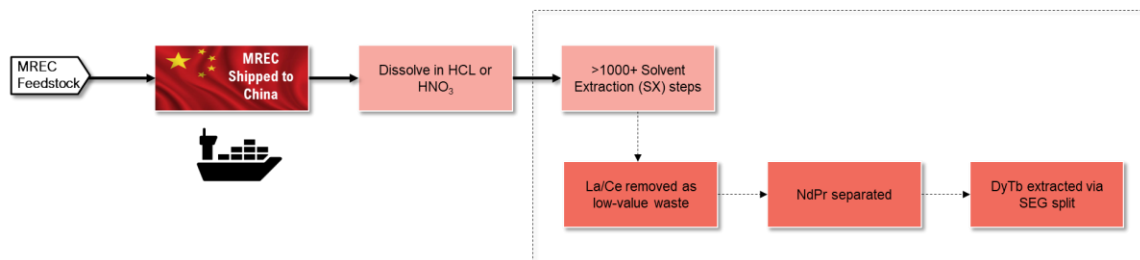 MREC
Feedstock
MREC
Shipped to
China
Dissolve in HCL or
HNO₃
>1000+ Solvent
Extraction (SX) steps
La/Ce removed as
low-value waste
NdPr separated
DyTb extracted via
SEG split